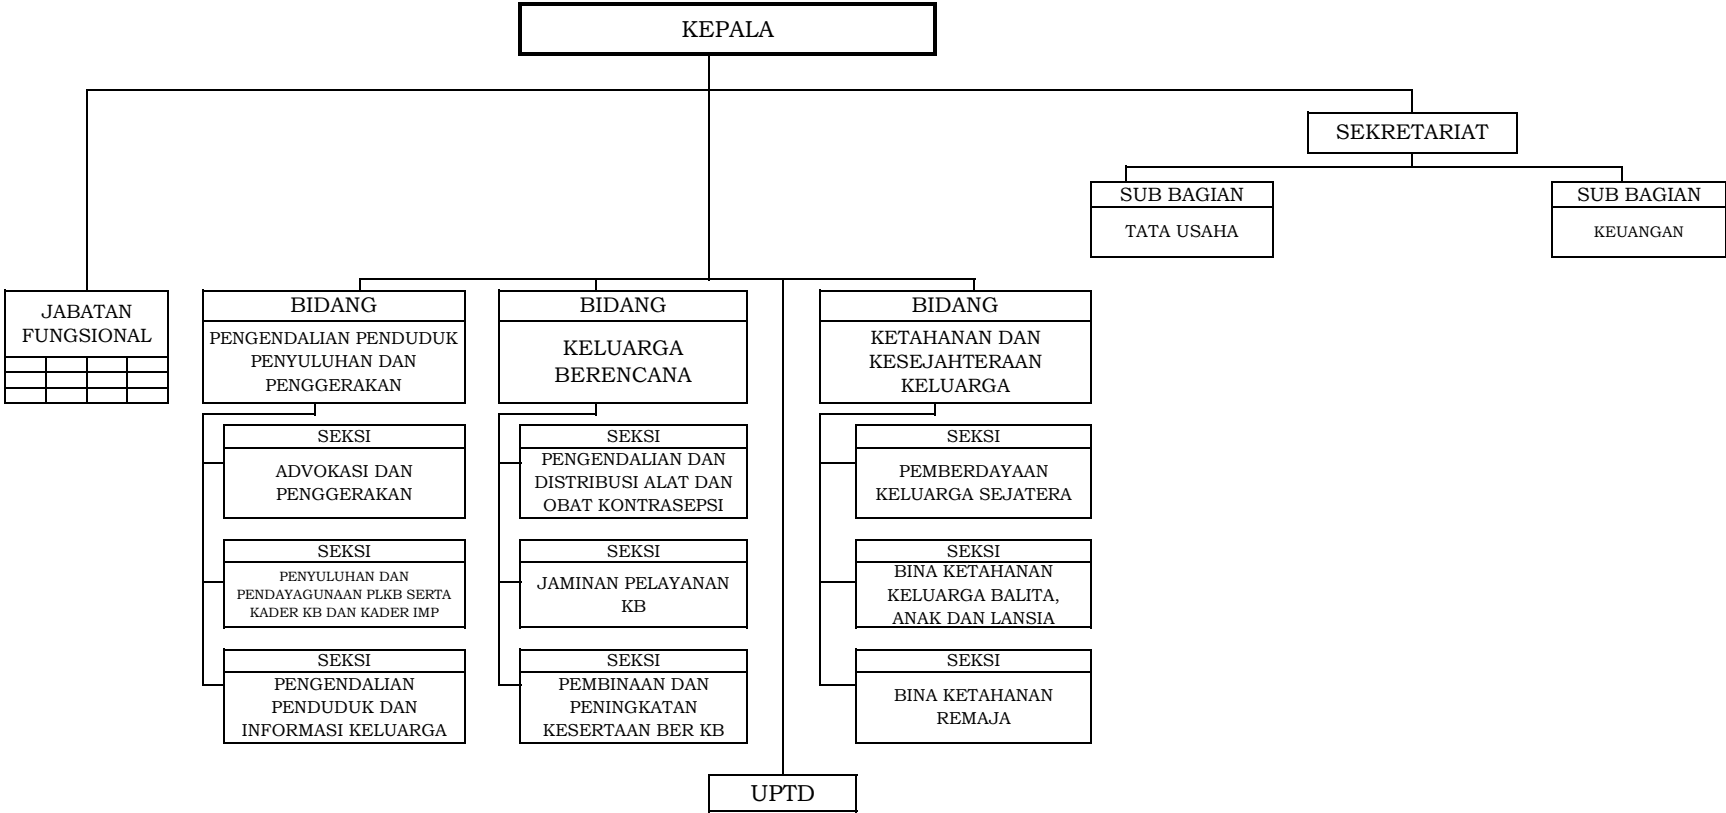 KEPALA
SEKRETARIAT
SUB BAGIAN
TATA USAHA
SUB BAGIAN
KEUANGAN
JABATAN
FUNGSIONAL
BIDANG
PENGENDALIAN PENDUDUK
PENYULUHAN DAN
PENGGERAKAN
SEKSI
ADVOKASI DAN
PENGGERAKAN
SEKSI
PENYULUHAN DAN
PENDAYAGUNAAN PLKB SERTA
KADER KB DAN KADER IMP
SEKSI
PENGENDALIAN
PENDUDUK DAN
INFORMASI KELUARGA
BIDANG
KELUARGA
BERENCANA
SEKSI
PENGENDALIAN DAN
DISTRIBUSI ALAT DAN
OBAT KONTRASEPSI
SEKSI
JAMINAN PELAYANAN
KB
SEKSI
PEMBINAAN DAN
PENINGKATAN
KESERTAAN BER KB
BIDANG
KETAHANAN DAN
KESEJAHTERAAN
KELUARGA
SEKSI
PEMBERDAYAAN
KELUARGA SEJATERA
SEKSI
BINA KETAHANAN
KELUARGA BALITA,
ANAK DAN LANSIA
SEKSI
BINA KETAHANAN
REMAJA
UPTD